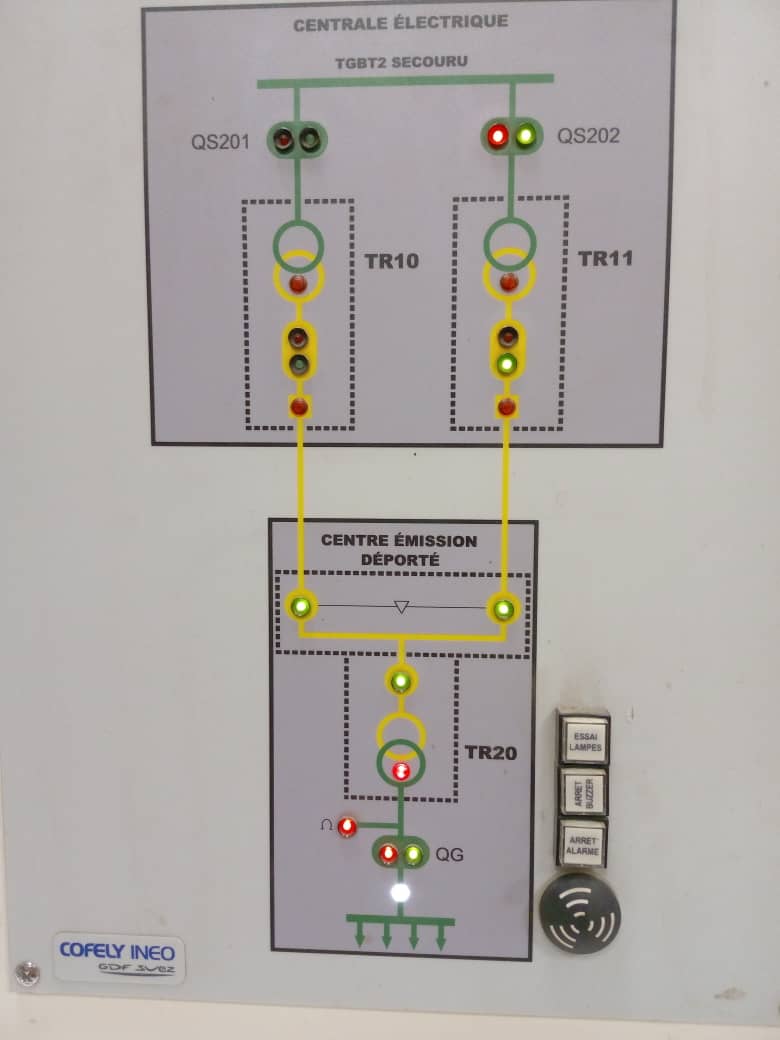 CENTRALE ÉLECTRIQUE
TGBT2 SECOURU
QS201
QS202
TR10
TR11
CENTRE ÉMISSION
DÉPORTÉ
TR20
Ω
QG
ESSAI
LAMPES
ARRET
BUZZER
ARRET
ALARME
COFELY INEO
GDF SUEZ